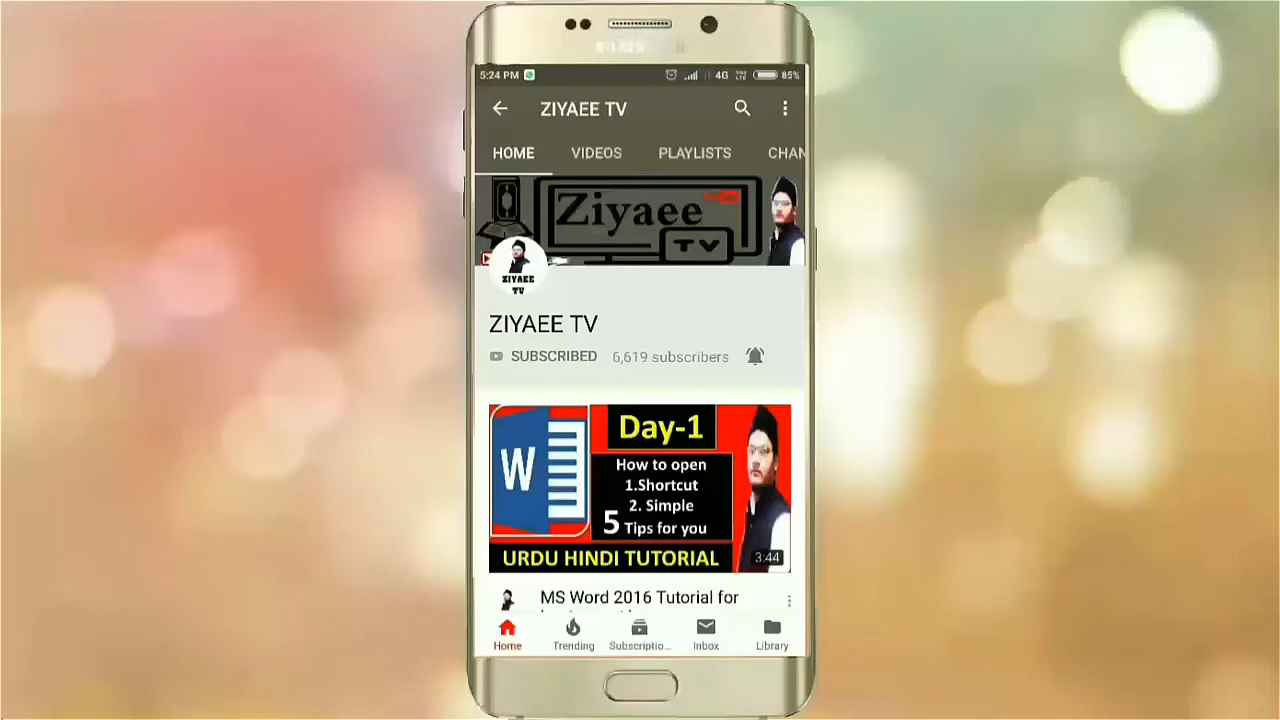 SAMSUNG
5:24 PM
4G
VoLTE
85%
ZIYAEE TV
HOME
VIDEOS
PLAYLISTS
CHAN
Ziyaee
TV
ZIYAEE
TV
ZIYAEE TV
SUBSCRIBED
6,619 subscribers
W
Day-1
How to open
1.Shortcut
2. Simple
5 Tips for you
URDU HINDI TUTORIAL
3:44
MS Word 2016 Tutorial for
Home
Trending
Subscriptio...
Inbox
Library